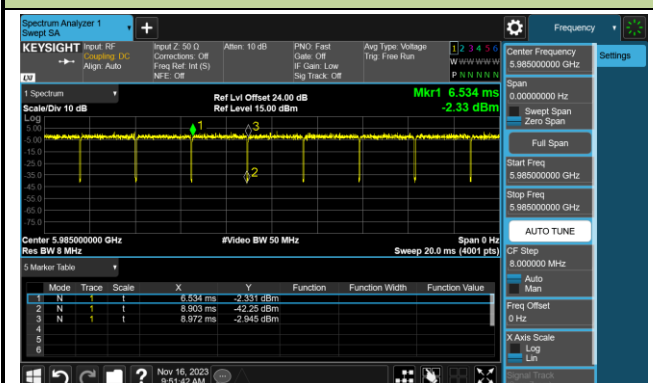 Spectrum Analyzer 1
Swept SA
Frequency
KEYSIGHT
Input: RF
Coupling: DC
Align: Auto
Input Z: 50 Ω
Corrections: Off
Freq Ref: Int (S)
NFE: Off
Atten: 10 dB
PNO: Fast
Gate: Off
IF Gain: Low
Sig Track: Off
Avg Type: Voltage
Trig: Free Run
1 2 3 4 5 6
W W W W W W
P N N N N N
LU
Center Frequency
5.985000000 GHz
Settings
Span
0.00000000 Hz
Swept Span
Zero Span
Full Span
Start Freq
5.985000000 GHz
Stop Freq
5.985000000 GHz
AUTO TUNE
CF Step
8.000000 MHz
Auto
Man
Freq Offset
0 Hz
X Axis Scale
Log
Lin
Signal Track
1 Spectrum
Scale/Div 10 dB
Ref Lvl Offset 24.00 dB
Ref Level 15.00 dBm
Mkr1 6.534 ms
-2.33 dBm
Log
5.00
-5.00
-15.0
-25.0
-35.0
-45.0
-55.0
-65.0
-75.0
1
3
2
Center 5.985000000 GHz
Res BW 8 MHz
#Video BW 50 MHz
Span 0 Hz
Sweep 20.0 ms (4001 pts)
5 Marker Table
Mode Trace Scale X Y Function Function Width Function Value
1 N 1 t 6.534 ms -2.331 dBm
2 N 1 t 8.903 ms -42.25 dBm
3 N 1 t 8.972 ms -2.945 dBm
4
5
6
?
Nov 16, 2023
9:51:42 AM